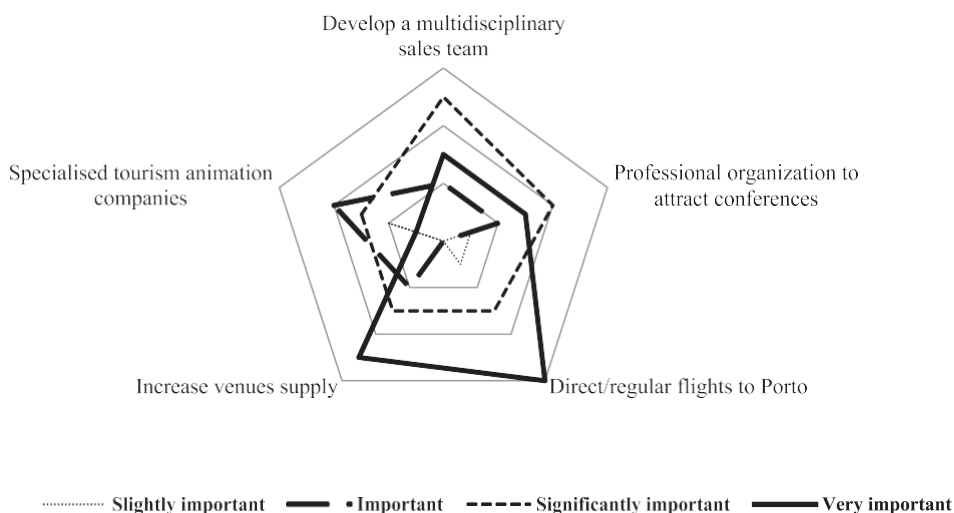 Develop a multidisciplinary
sales team
Specialised tourism animation
companies
Professional organization to
attract conferences
Increase venues supply
Direct/regular flights to Porto
Slightly important
Important
Significantly important
Very important